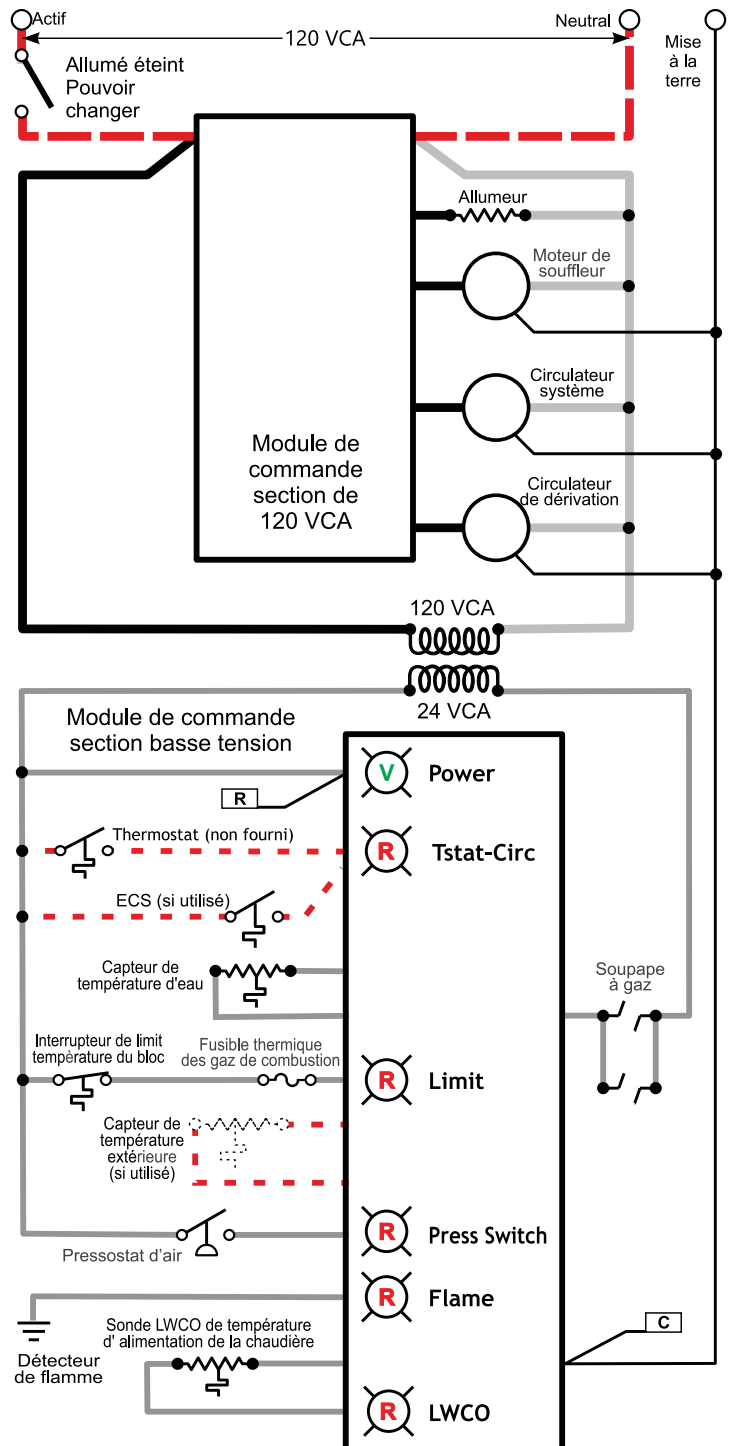 Actif
Neutral
120 VCA
Mise
à la
terre
Allumé éteint
Pouvoir
changer
Allumeur
Moteur de
souffleur
Circulateur
système
Module de
commande
section de
120 VCA
Circulateur
de dérivation
120 VCA
24 VCA
Module de commande
section basse tension
V Power
R
Thermostat (non fourni)
R Tstat-Circ
ECS (si utilisé)
Capteur de
température d'eau
Soupape
à gaz
Interrupteur de limit
tempèrature du bloc
Fusible thermique
des gaz de combustion
R Limit
Capteur de
température
extérieure
(si utilisé)
R Press Switch
Pressostat d'air
R Flame
Sonde LWCO de température
d' alimentation de la chaudière
C
Détecteur
de flamme
R LWCO